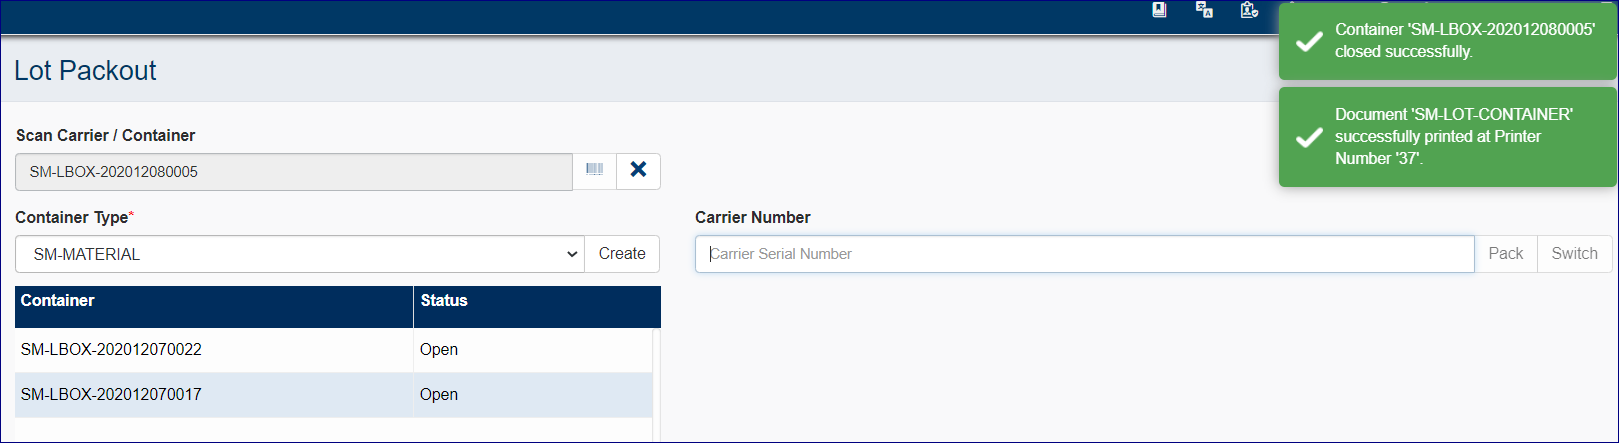 Container 'SM-LBOX-202012080005'
closed successfully.
Document 'SM-LOT-CONTAINER'
successfully printed at Printer
Number '37'.
Lot Packout
Scan Carrier / Container
SM-LBOX-202012080005
Container Type*
SM-MATERIAL
Create
Carrier Number
Carrier Serial Number
Pack
Switch
Container Status
SM-LBOX-202012070022 Open
SM-LBOX-202012070017 Open